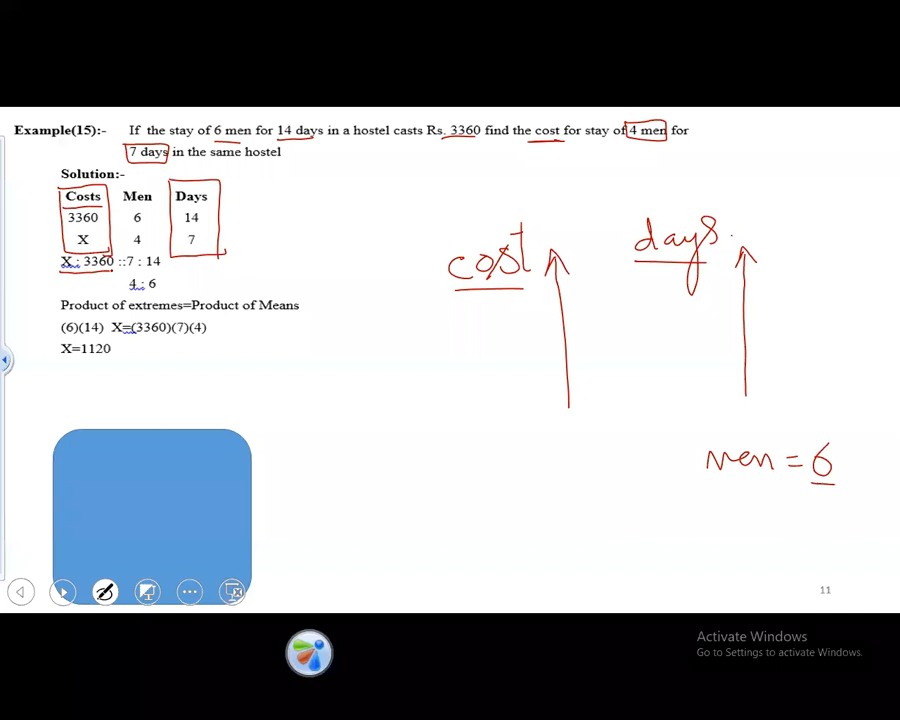 Example(15):- If the stay of 6 men for 14 days in a hostel casts Rs. 3360 find the cost for stay of 4 men for
7 days in the same hostel
Solution:-
Costs Men Days
3360 6 14
X 4 7
X : 3360 ::7 : 14
4 : 6
Product of extremes=Product of Means
(6)(14) X=(3360)(7)(4)
X=1120
cost
days
men = 6
11
Activate Windows
Go to Settings to activate Windows.